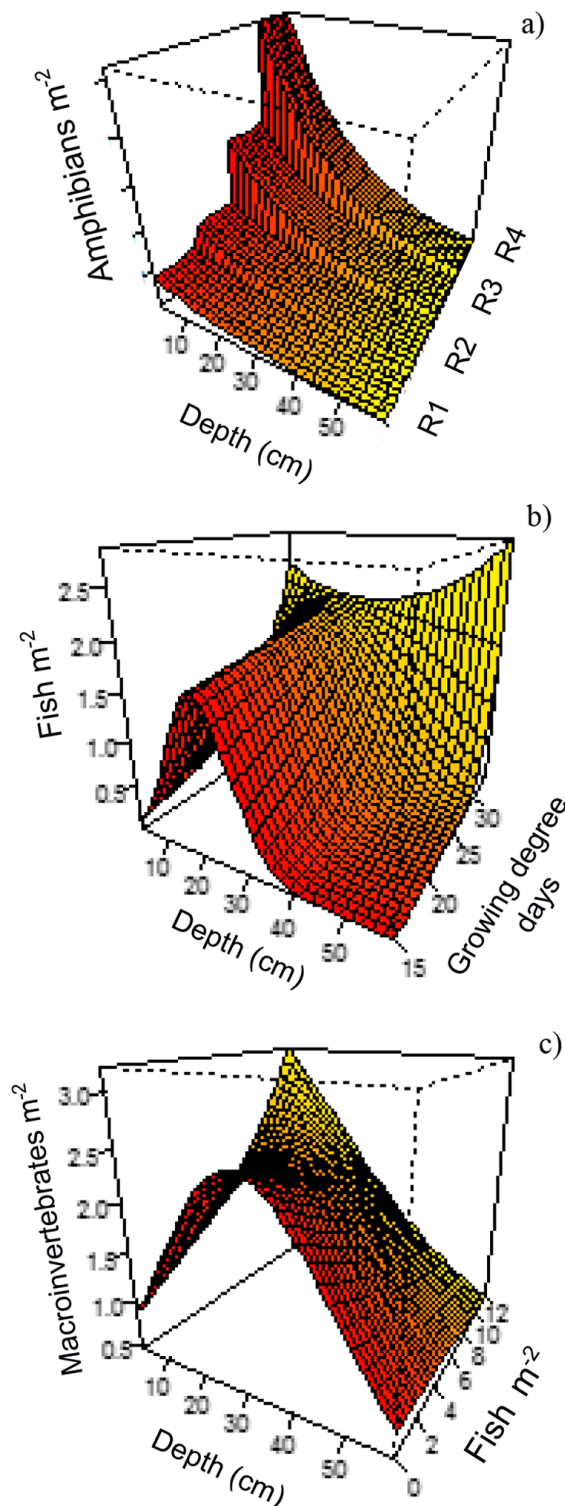 a)
Amphibians m-2
10
20
30
40
50
Depth (cm)
R1
R2
R3
R4
b)
Fish m-2
2.5
2.0
1.5
1.0
0.5
10
20
30
40
50
Depth (cm)
15
20
25
30
Growing degree
days
c)
Macroinvertebrates m-2
3.0
2.5
2.0
1.5
1.0
0.5
10
20
30
40
50
Depth (cm)
0
2
4
6
8
10
12
Fish m-2